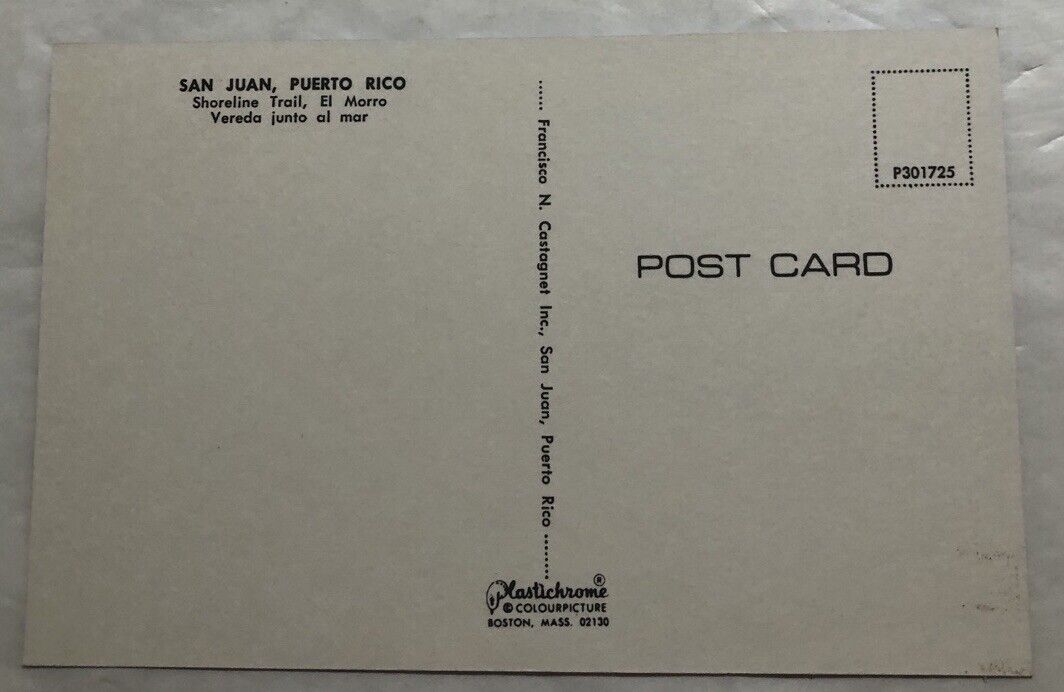 SAN JUAN, PUERTO RICO
Shoreline Trail, El Morro
Vereda junto al mar
Francisco N. Castagnet Inc., San Juan, Puerto Rico
P301725
POST CARD
Plastichrome ®
© COLOURPICTURE
BOSTON, MASS. 02130